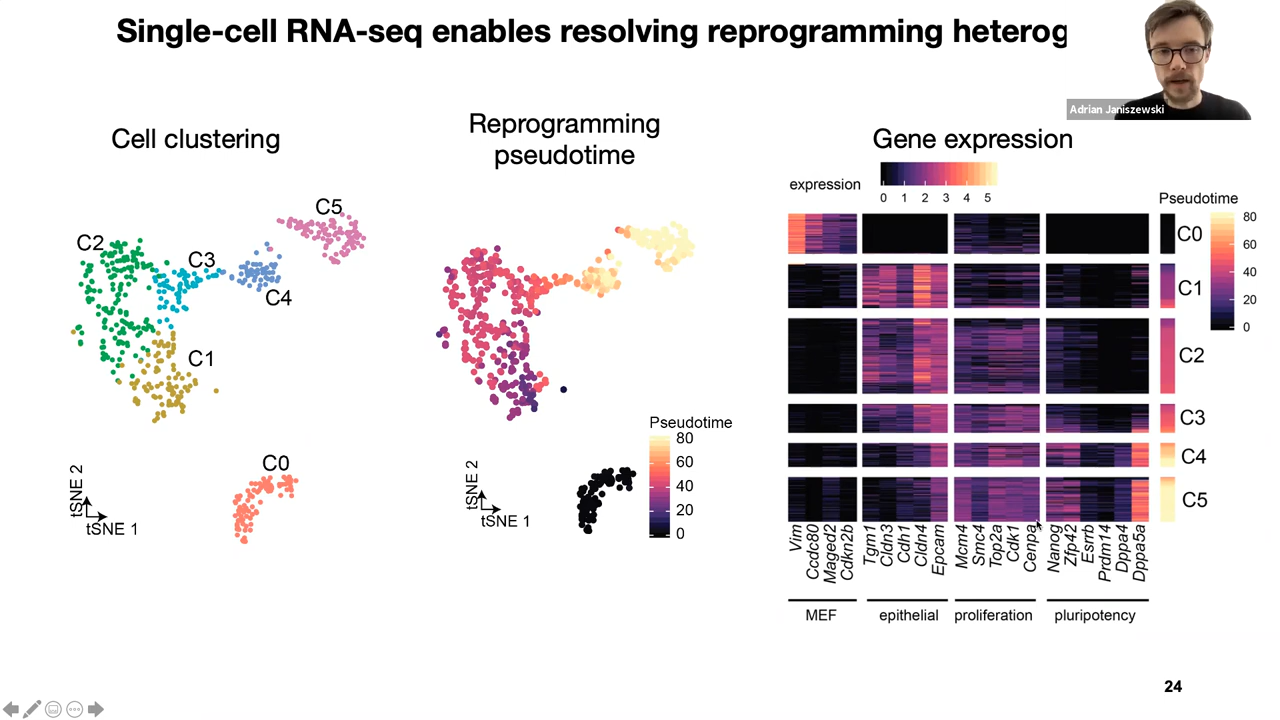 Single-cell RNA-seq enables resolving reprogramming heterog
Adrian Janiszewski
Cell clustering
C5
C2
C3
C4
C1
C0
tSNE 2
tSNE 1
Reprogramming
pseudotime
Pseudotime
80
60
40
20
0
tSNE 2
tSNE 1
Gene expression
expression
0 1 2 3 4 5
Pseudotime
80
60
40
20
0
C0
C1
C2
C3
C4
C5
Vim
Ccdc80
Maged2
Cdkn2b
Tgm1
Cldn3
Cdh1
Cldn4
Epcam
Mcm4
Smc4
Top2a
Cdk1
Cenpa
Nanog
Zfp42
Esrrb
Prdm14
Dppa4
Dppa5a
MEF
epithelial
proliferation
pluripotency
24